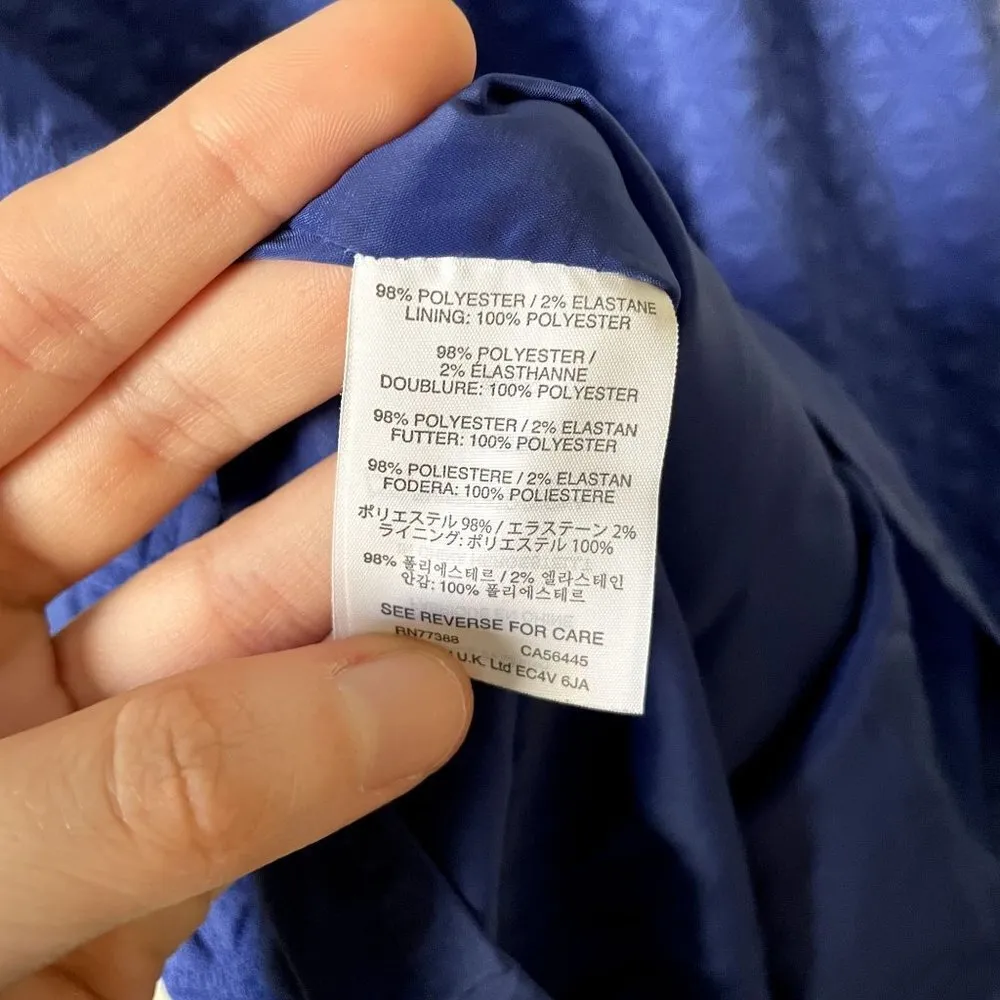 98% POLYESTER / 2% ELASTANE
LINING: 100% POLYESTER
98% POLYESTER /
2% ÉLASTHANNE
DOUBLURE: 100% POLYESTER
98% POLYESTER / 2% ELASTAN
FUTTER: 100% POLYESTER
98% POLIESTERE / 2% ELASTAN
FODERA: 100% POLIESTERE
ポリエステル 98% / エラステーン 2%
ライニング: ポリエステル 100%
98% 폴리에스테르 / 2% 엘라스테인
안감: 100% 폴리에스테르
SEE REVERSE FOR CARE
RN77388 CA56445
U.K. Ltd EC4V 6JA